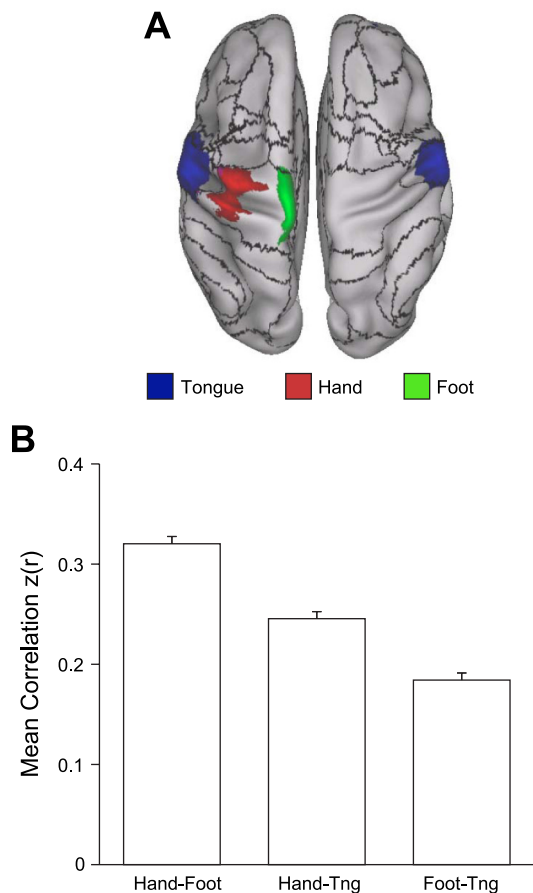 A
Tongue Hand Foot
B
Mean Correlation z(r)
0.4
0.3
0.2
0.1
0
Hand-Foot Hand-Tng Foot-Tng